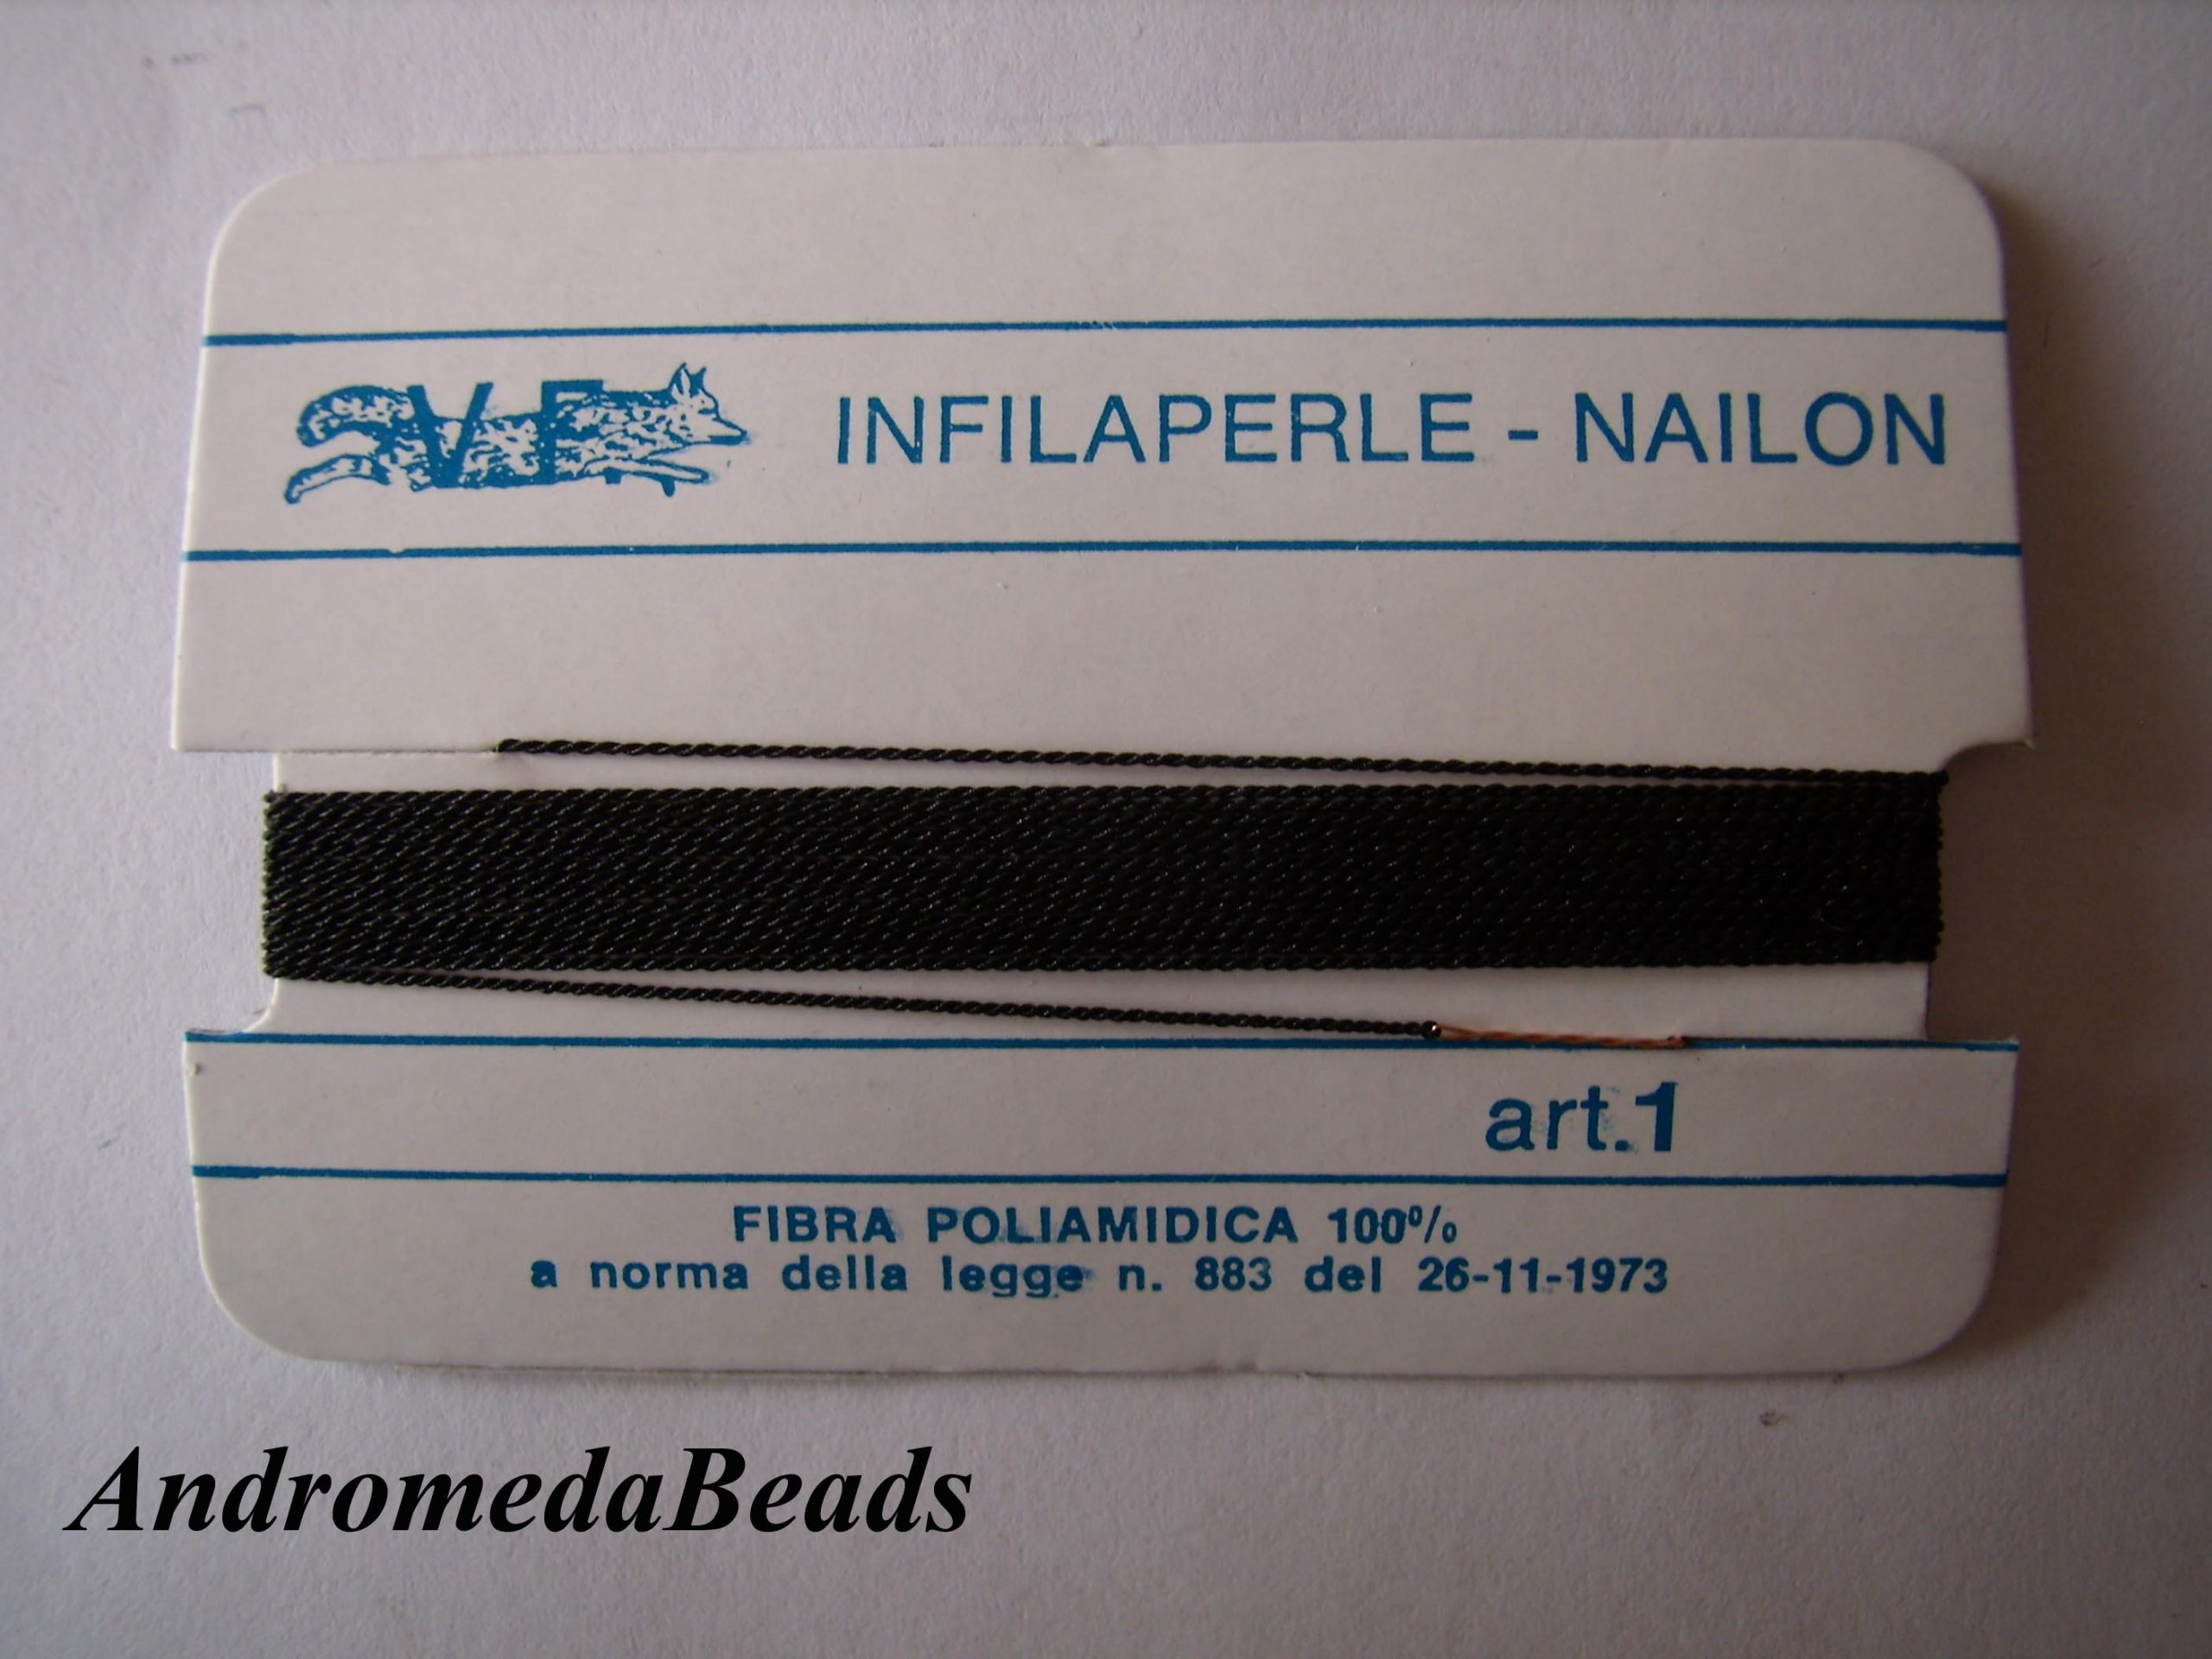 VF
INFILAPERLE - NAILON
art.1
FIBRA POLIAMIDICA 100%
a norma della legge n. 883 del 26-11-1973
AndromedaBeads